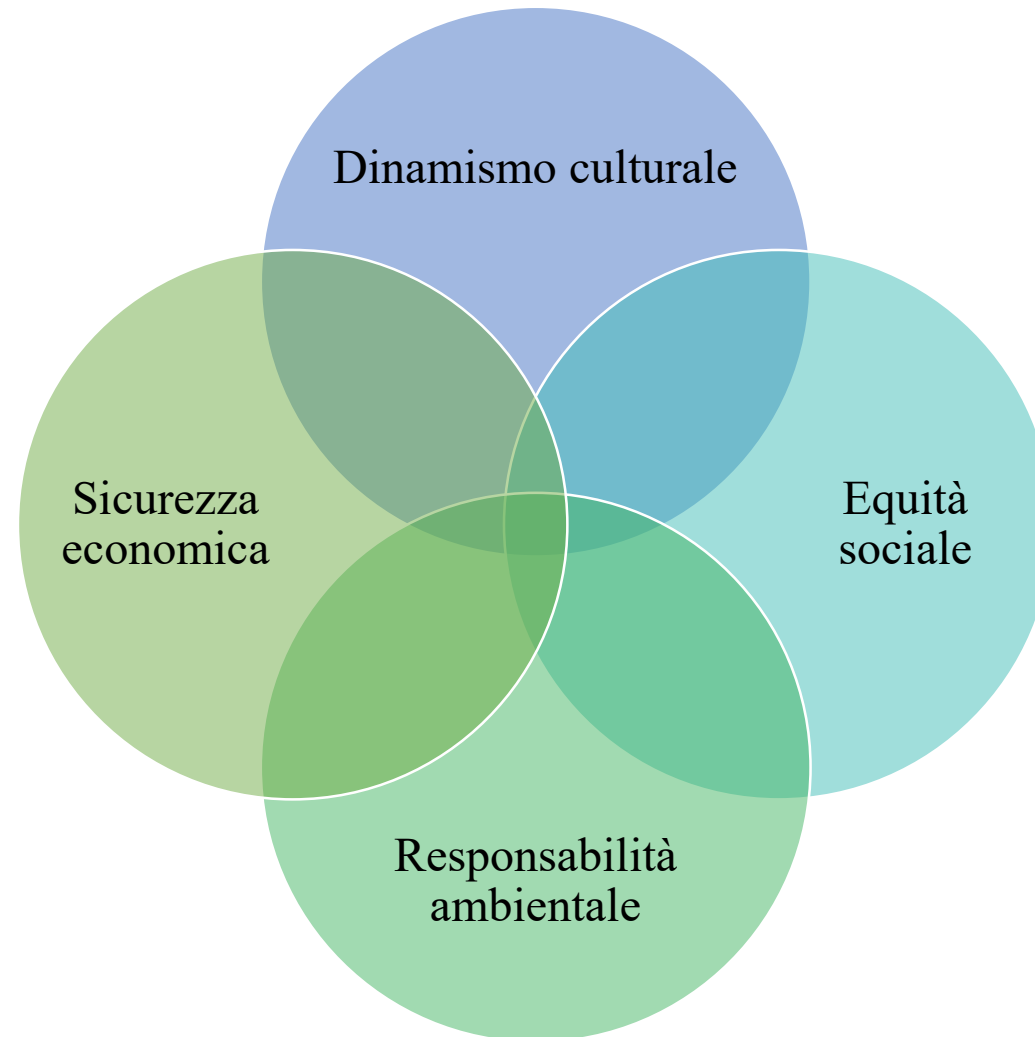 Dinamismo culturale
Sicurezza
economica
Equità
sociale
Responsabilità
ambientale